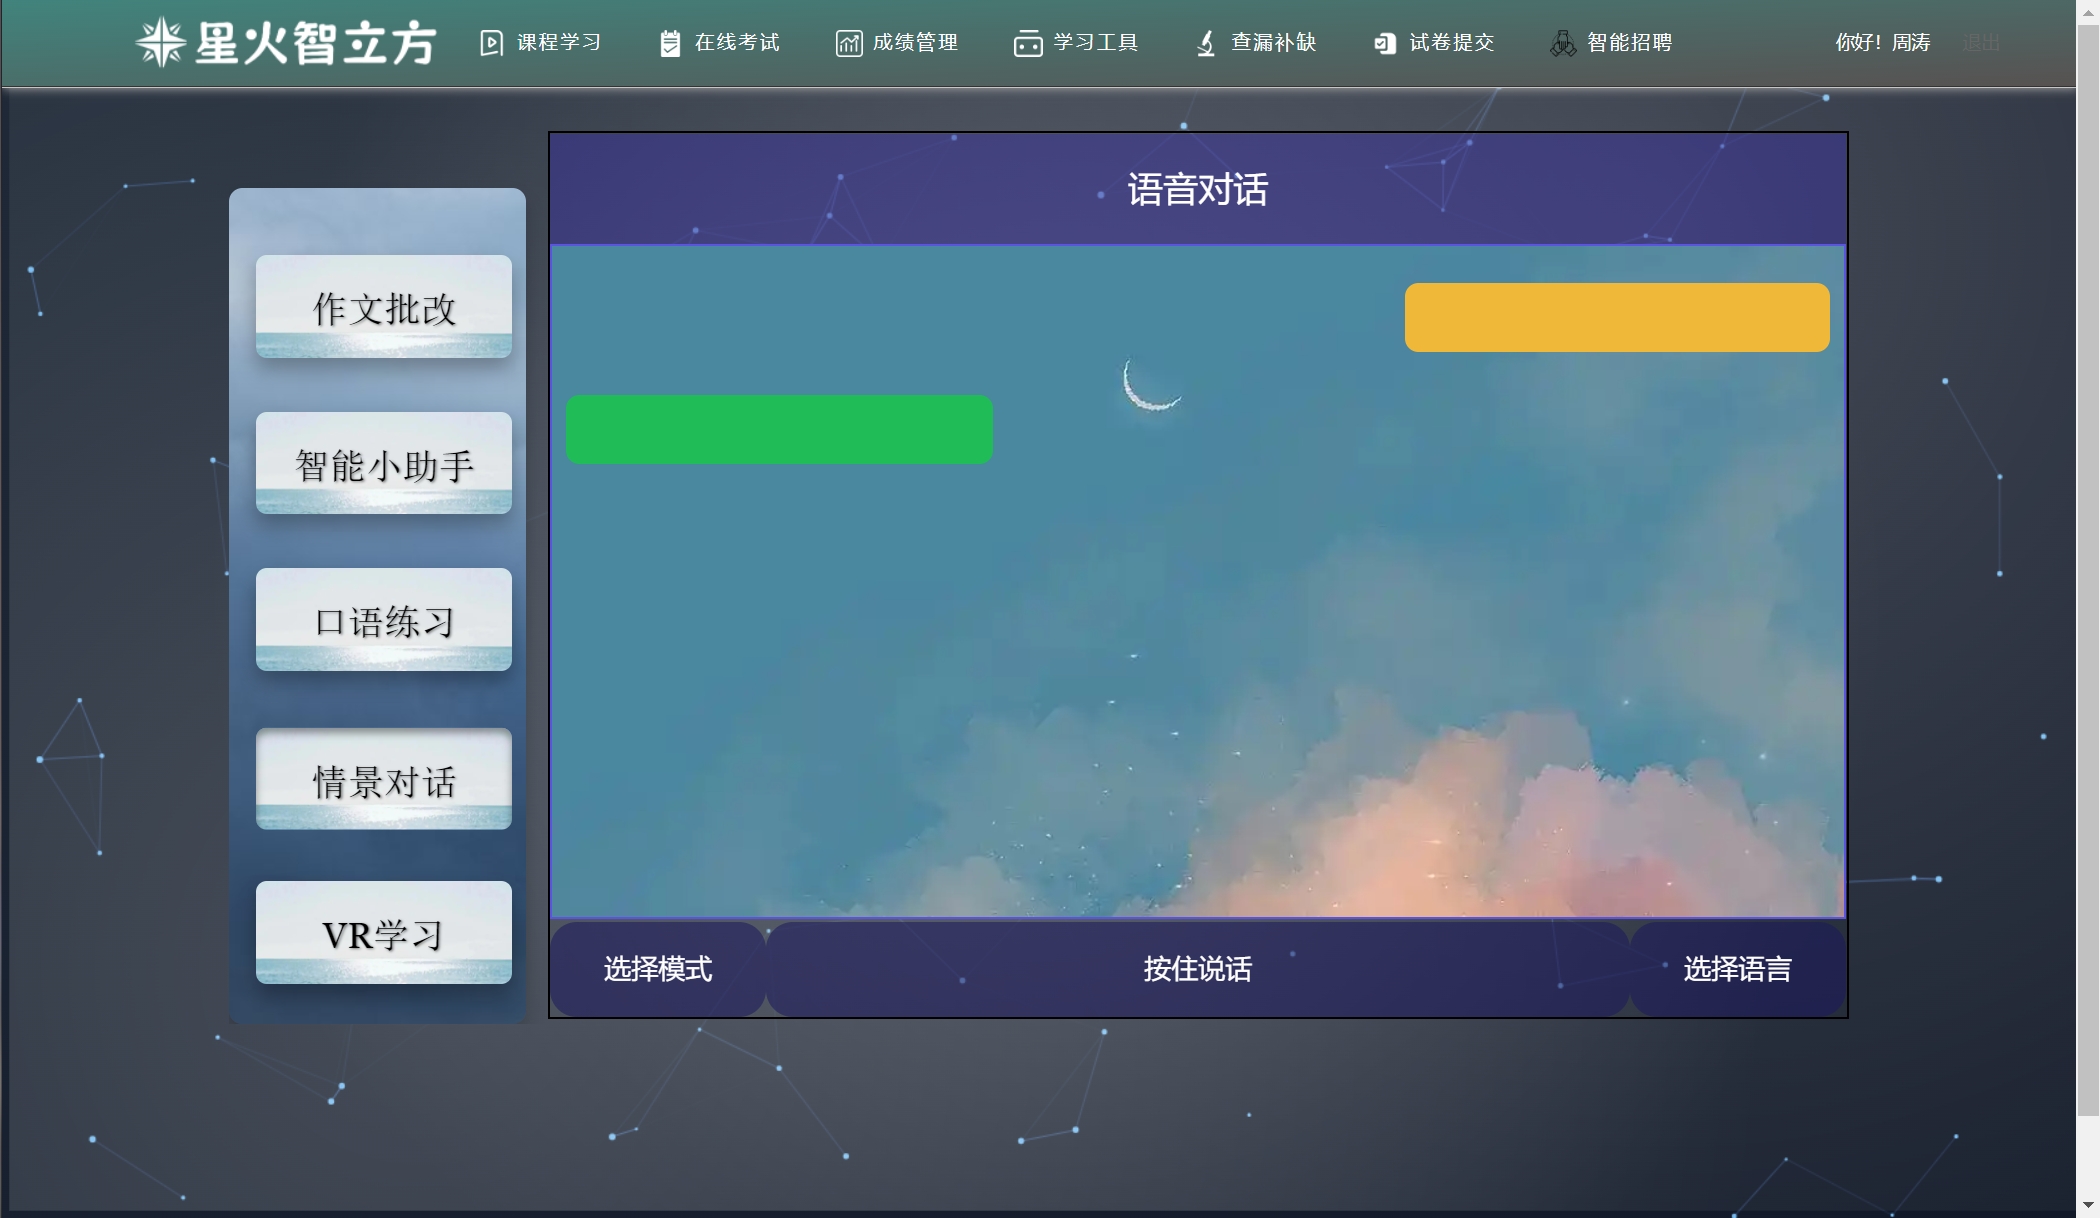 星火智立方
课程学习
在线考试
成绩管理
学习工具
查漏补缺
试卷提交
智能招聘
你好！周涛
退出
语音对话
作文批改
智能小助手
口语练习
情景对话
VR学习
选择模式
按住说话
选择语言